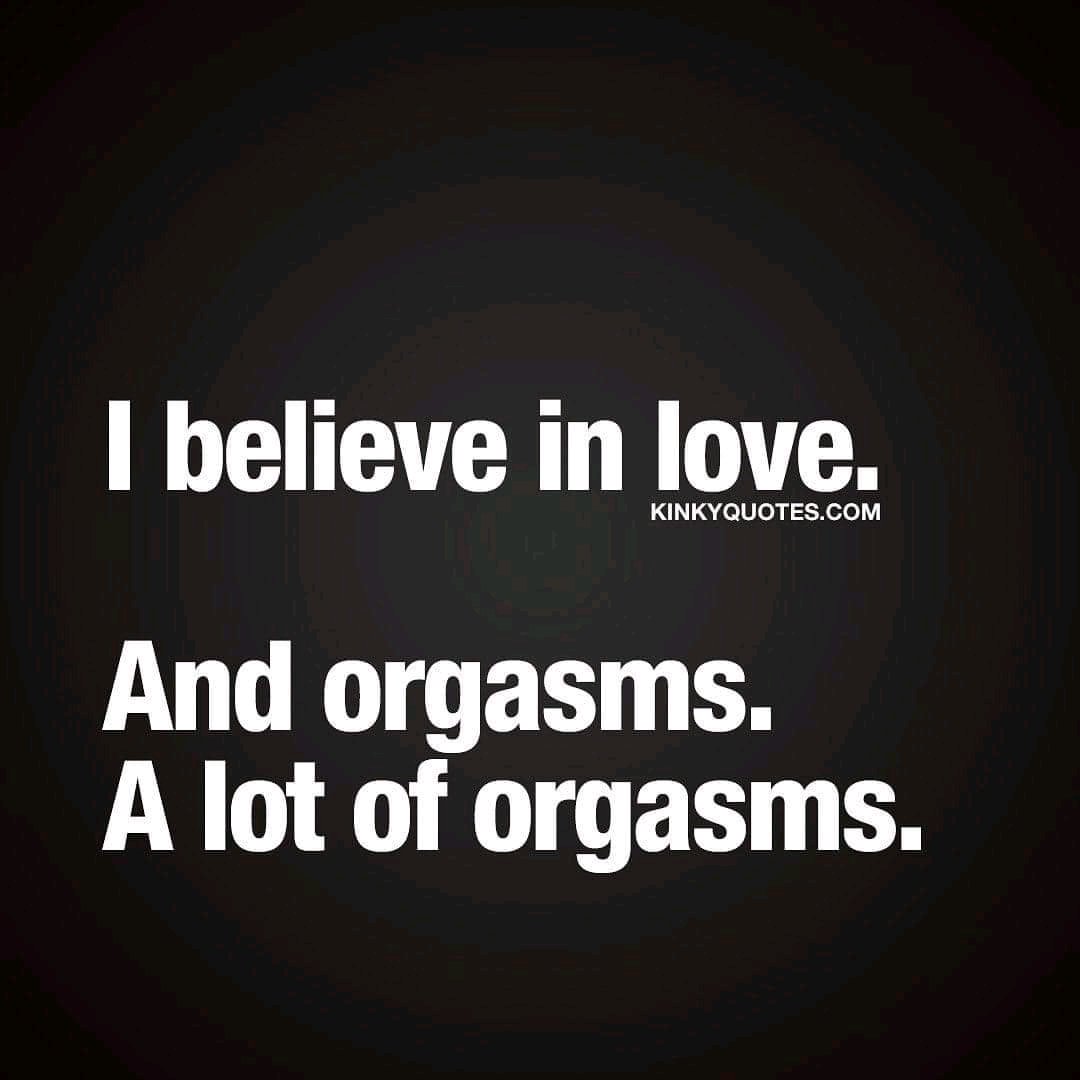 I believe in love.
KINKYQUOTES.COM
And orgasms.
A lot of orgasms.